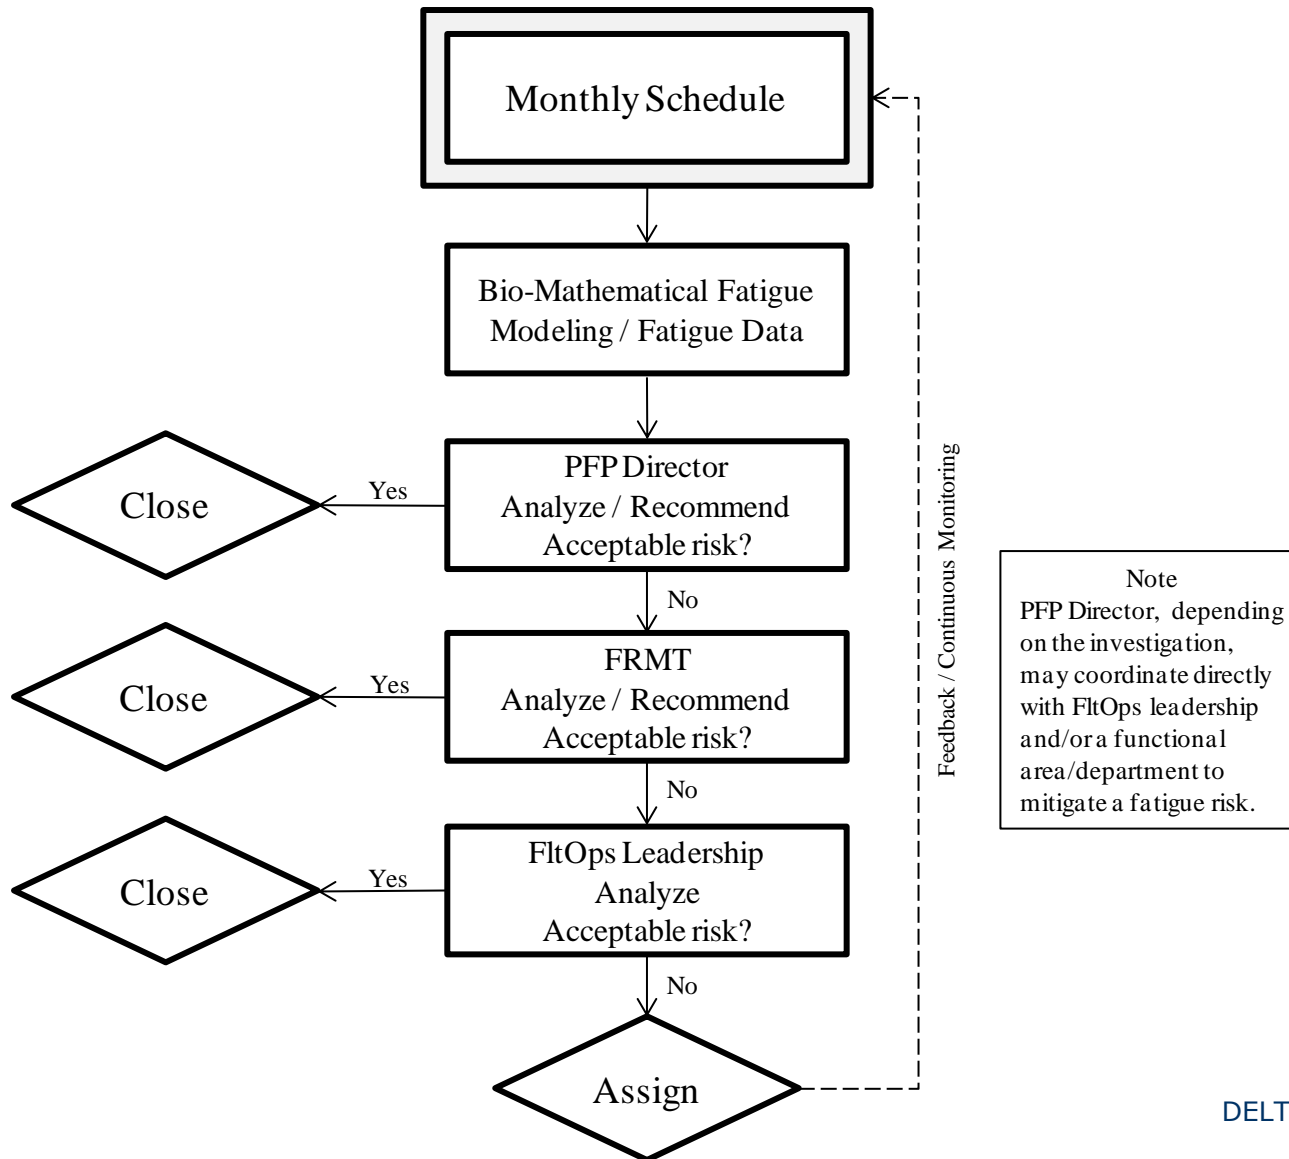 Monthly Schedule
Bio-Mathematical Fatigue
Modeling / Fatigue Data
PFP Director
Analyze / Recommend
Acceptable risk?
Yes
Close
No
FRMT
Analyze / Recommend
Acceptable risk?
Yes
Close
No
FltOps Leadership
Analyze
Acceptable risk?
Yes
Close
No
Assign
Feedback / Continuous Monitoring
Note
PFP Director, depending
on the investigation,
may coordinate directly
with FltOps leadership
and/or a functional
area/department to
mitigate a fatigue risk.
DELT